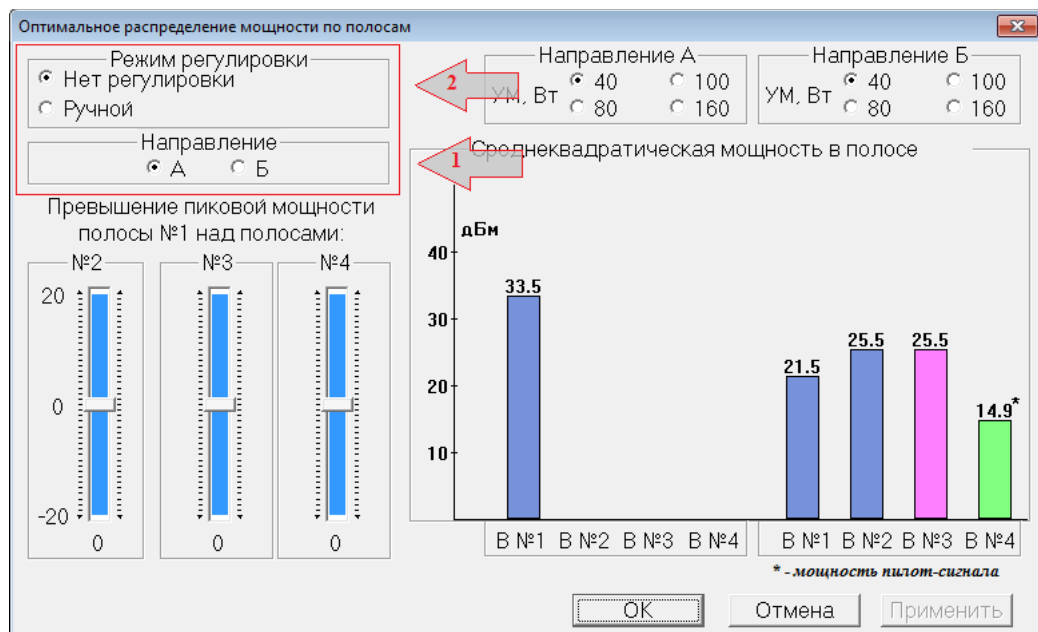 Оптимальное распределение мощности по полосам
Режим регулировки
Нет регулировки
Ручной
2
Направление
А Б
1
Направление А
УМ, Вт
40 100
80 160
Направление Б
УМ, Вт
40 100
80 160
Превышение пиковой мощности
полосы №1 над полосами:
№2 №3 №4
20
0
-20
0 0 0
Среднеквадратическая мощность в полосе
дБм
40
30
20
10
33.5
21.5
25.5
25.5
14.9*
В №1 В №2 В №3 В №4
В №1 В №2 В №3 В №4
* - мощность пилот-сигнала
OK Отмена Применить